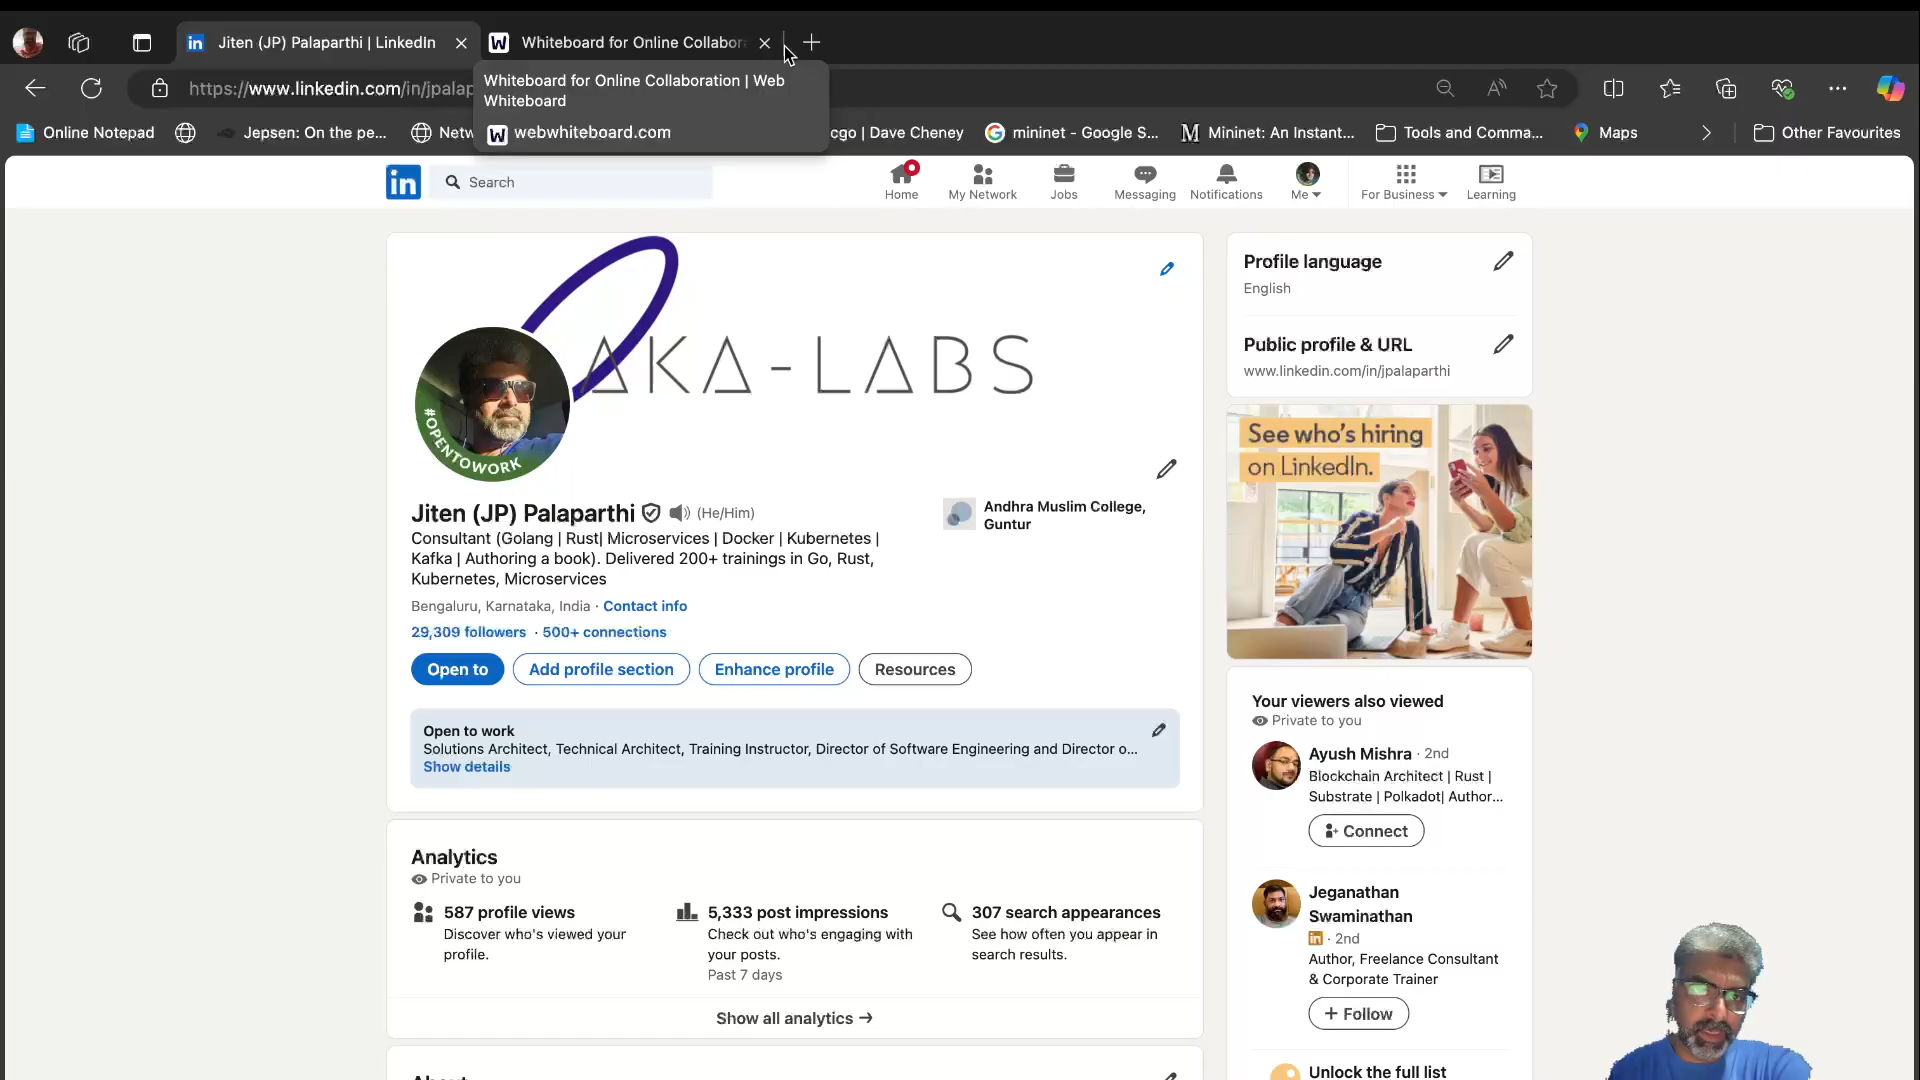 Jiten (JP) Palaparthi | LinkedIn
Whiteboard for Online Collabor
https://www.linkedin.com/in/jpalap
Whiteboard for Online Collaboration | Web
Whiteboard
webwhiteboard.com
Online Notepad
Jepsen: On the pe...
Netw
cgo | Dave Cheney
mininet - Google S...
Mininet: An Instant...
Tools and Comma...
Maps
Other Favourites
Search
Home
My Network
Jobs
Messaging
Notifications
Me
For Business
Learning
AKA-LABS
#OPENTOWORK
Jiten (JP) Palaparthi (He/Him)
Consultant (Golang | Rust| Microservices | Docker | Kubernetes |
Kafka | Authoring a book). Delivered 200+ trainings in Go, Rust,
Kubernetes, Microservices
Andhra Muslim College,
Guntur
Bengaluru, Karnataka, India · Contact info
29,309 followers · 500+ connections
Open to
Add profile section
Enhance profile
Resources
Open to work
Solutions Architect, Technical Architect, Training Instructor, Director of Software Engineering and Director o...
Show details
Analytics
Private to you
587 profile views
Discover who's viewed your
profile.
5,333 post impressions
Check out who's engaging with
your posts.
Past 7 days
307 search appearances
See how often you appear in
search results.
Show all analytics →
Profile language
English
Public profile & URL
www.linkedin.com/in/jpalaparthi
See who's hiring
on LinkedIn.
Your viewers also viewed
Private to you
Ayush Mishra · 2nd
Blockchain Architect | Rust |
Substrate | Polkadot| Author...
Connect
Jeganathan
Swaminathan
· 2nd
Author, Freelance Consultant
& Corporate Trainer
+ Follow
Unlock the full list